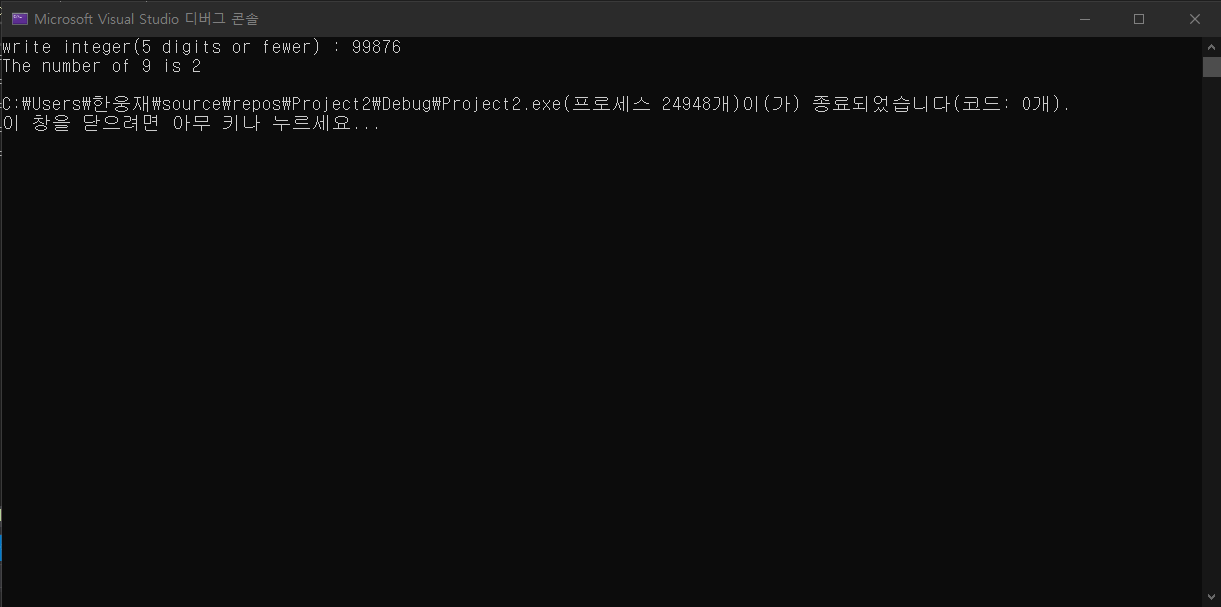 Microsoft Visual Studio 디버그 콘솔
write integer(5 digits or fewer) : 99876
The number of 9 is 2
C:₩Users₩한웅재₩source₩repos₩Project2₩Debug₩Project2.exe(프로세스 24948개)이(가) 종료되었습니다(코드: 0개).
이 창을 닫으려면 아무 키나 누르세요...